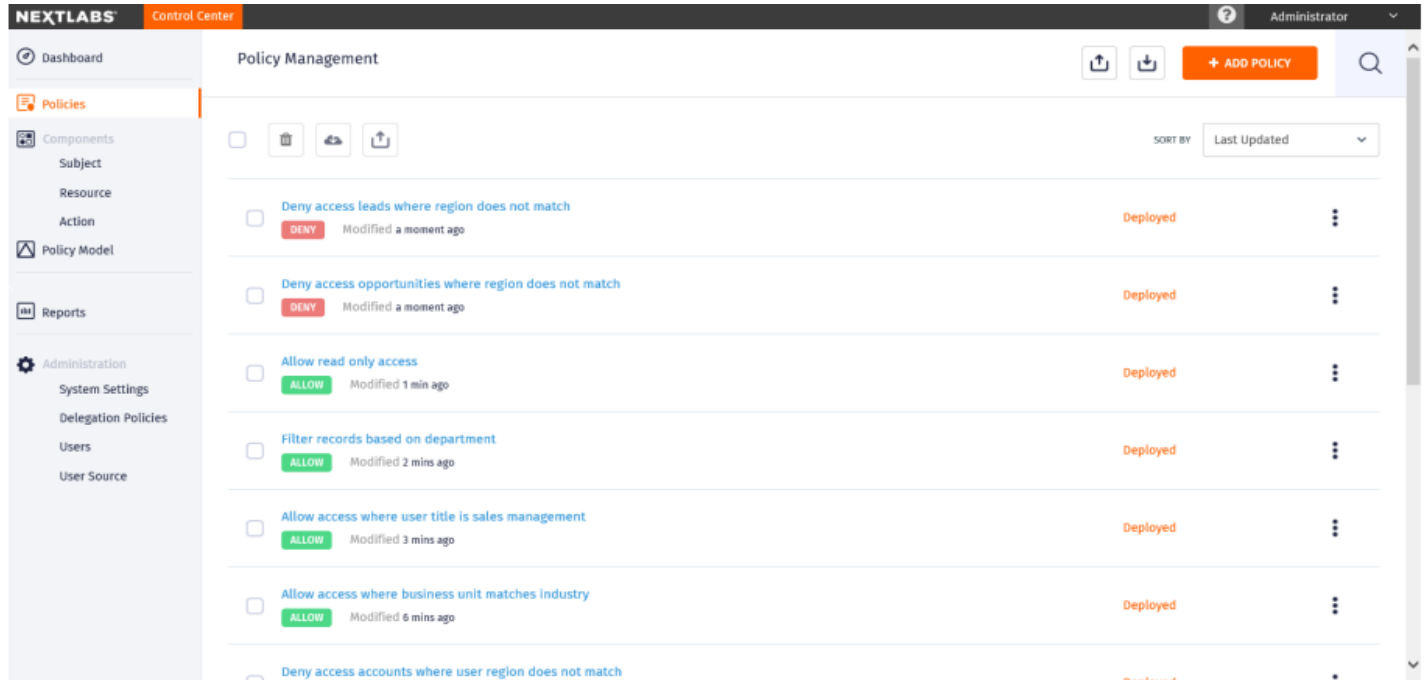 NEXTLABS Control Center
Administrator
Dashboard
Policies
Components
Subject
Resource
Action
Policy Model
Reports
Administration
System Settings
Delegation Policies
Users
User Source
Policy Management
+ ADD POLICY
SORT BY Last Updated
Deny access leads where region does not match
DENY Modified a moment ago
Deployed
Deny access opportunities where region does not match
DENY Modified a moment ago
Deployed
Allow read only access
ALLOW Modified 1 min ago
Deployed
Filter records based on department
ALLOW Modified 2 mins ago
Deployed
Allow access where user title is sales management
ALLOW Modified 3 mins ago
Deployed
Allow access where business unit matches industry
ALLOW Modified 6 mins ago
Deployed
Deny access accounts where user region does not match
Deployed